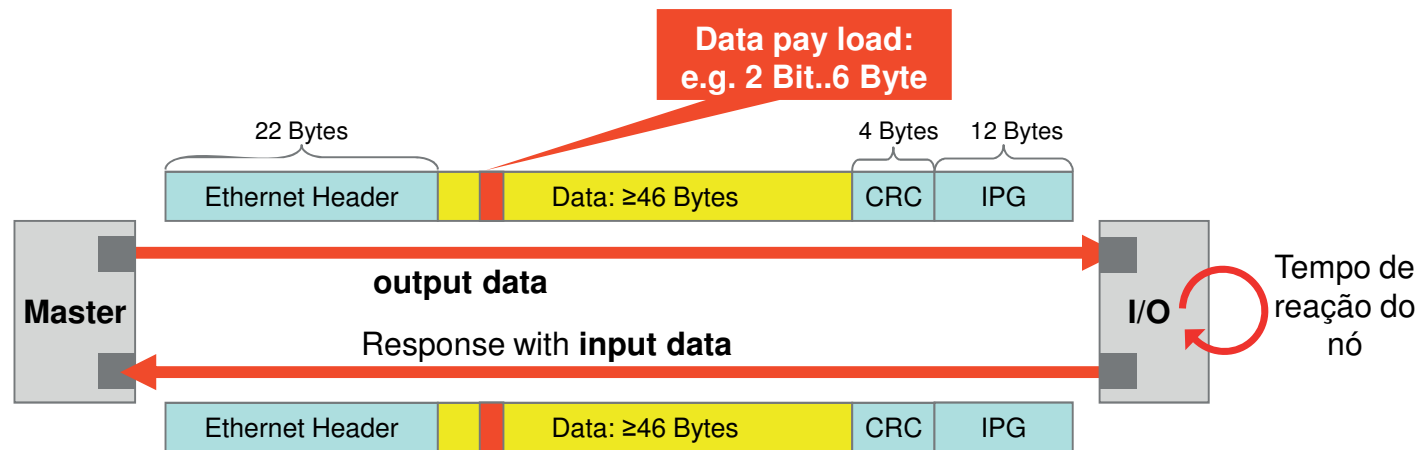 Data pay load:
e.g. 2 Bit..6 Byte
22 Bytes
4 Bytes
12 Bytes
Ethernet Header
Data: ≥46 Bytes
CRC
IPG
output data
Master
I/O
Tempo de
reação do
nó
Response with input data
Ethernet Header
Data: ≥46 Bytes
CRC
IPG